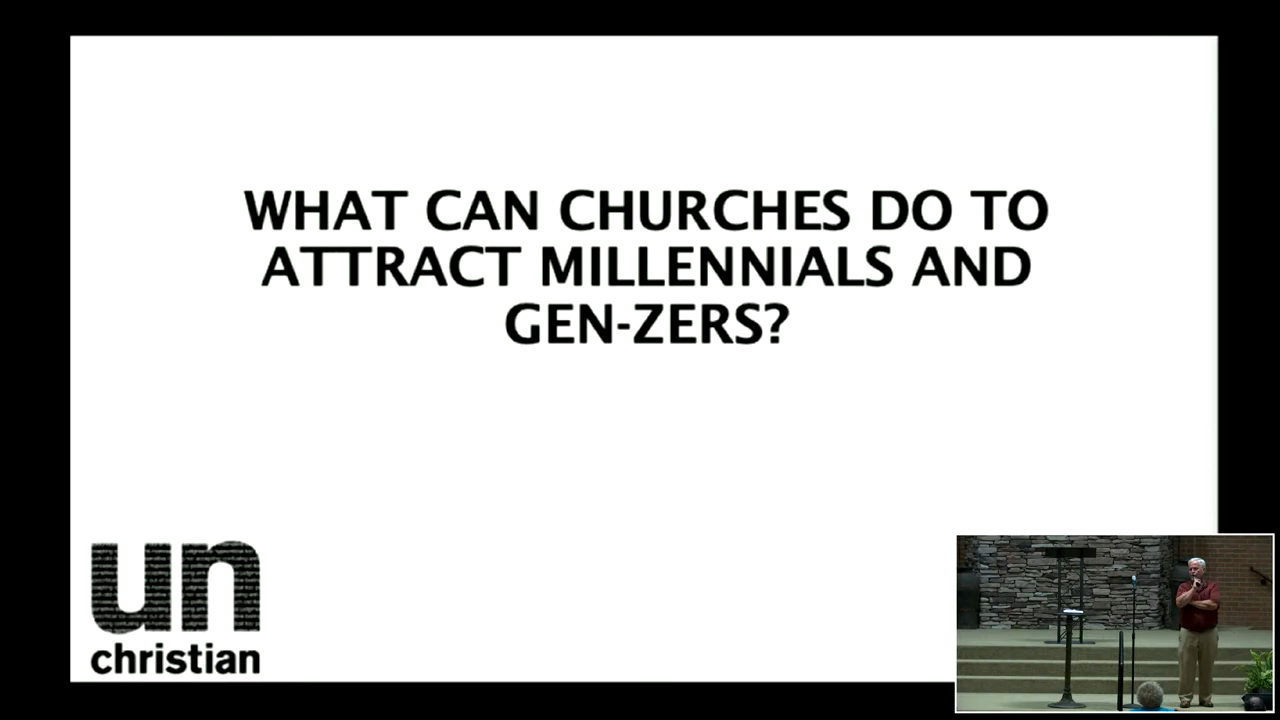 WHAT CAN CHURCHES DO TO
ATTRACT MILLENNIALS AND
GEN-ZERS?
un
christian